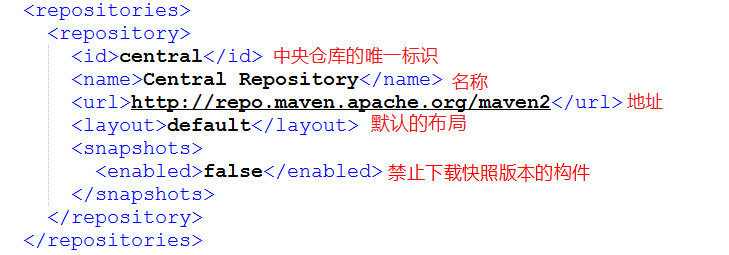 <repositories>
<repository>
<id>central</id> 中央仓库的唯一标识
<name>Central Repository</name> 名称
<url>http://repo.maven.apache.org/maven2</url> 地址
<layout>default</layout> 默认的布局
<snapshots>
<enabled>false</enabled> 禁止下载快照版本的构件
</snapshots>
</repository>
</repositories>